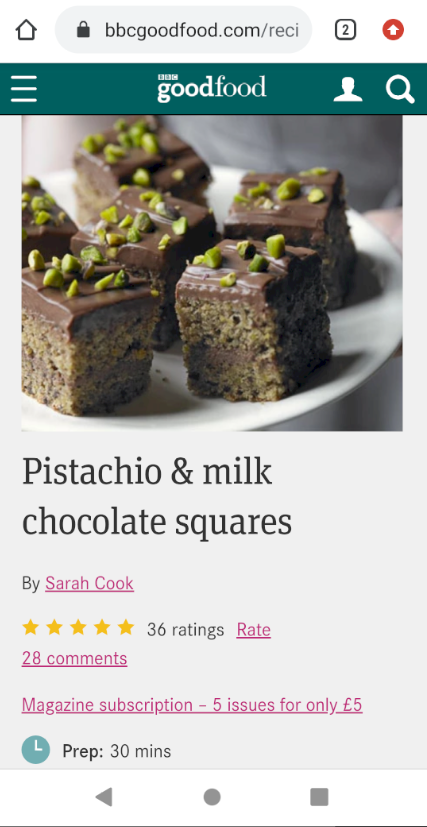 bbcgoodfood.com/reci
2
BBC
goodfood
Pistachio & milk
chocolate squares
By Sarah Cook
36 ratings Rate
28 comments
Magazine subscription – 5 issues for only £5
Prep: 30 mins